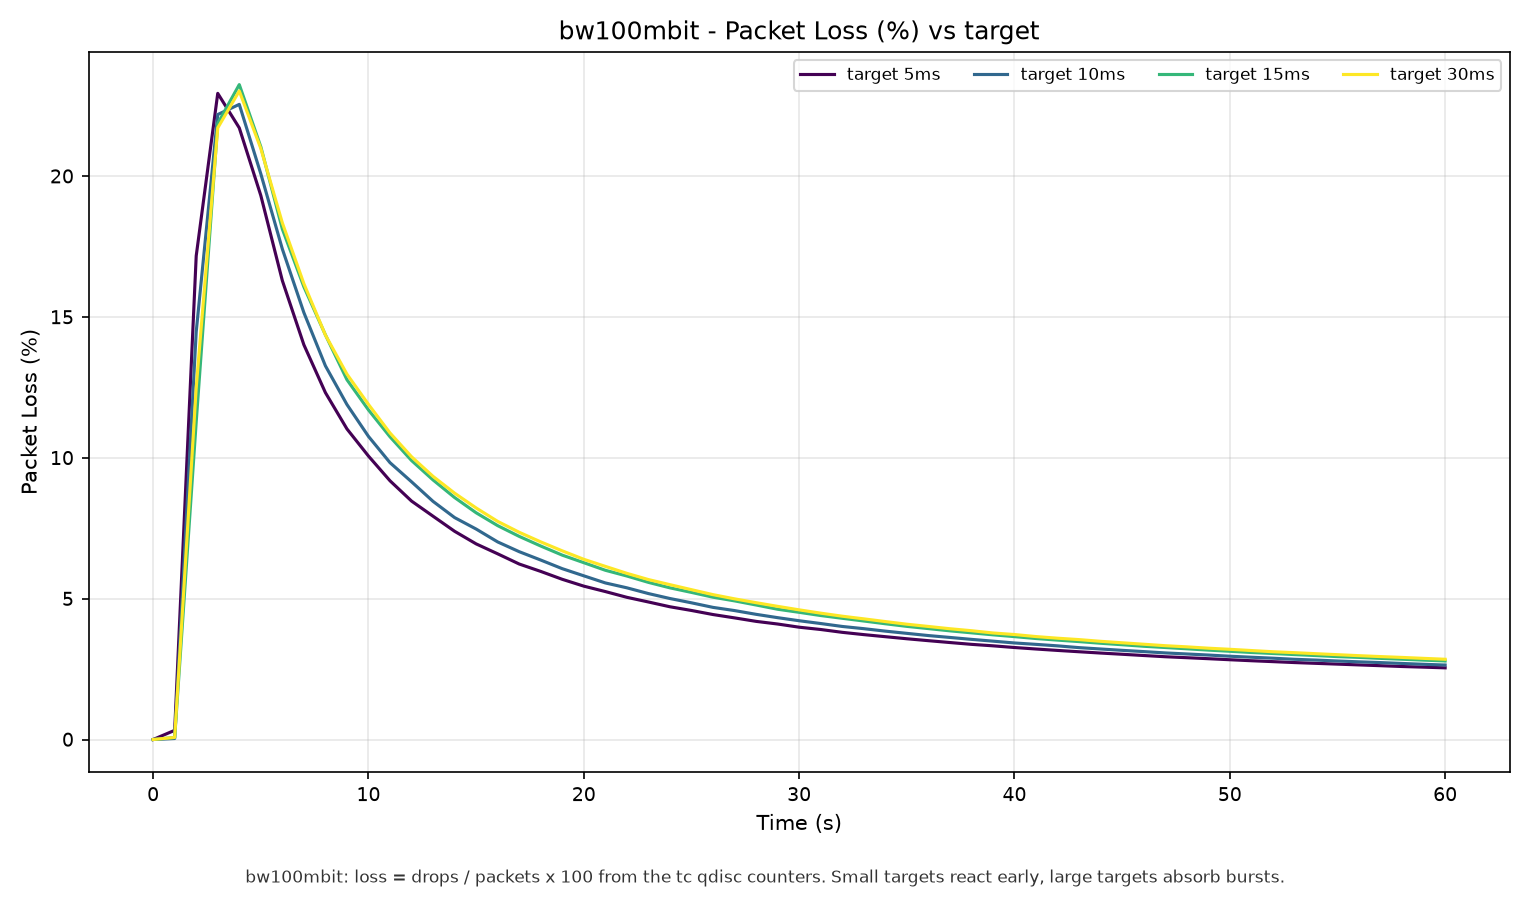 bw100mbit - Packet Loss (%) vs target
target 5ms target 10ms target 15ms target 30ms
Packet Loss (%)
20
15
10
5
0
0 10 20 30 40 50 60
Time (s)
bw100mbit: loss = drops / packets x 100 from the tc qdisc counters. Small targets react early, large targets absorb bursts.